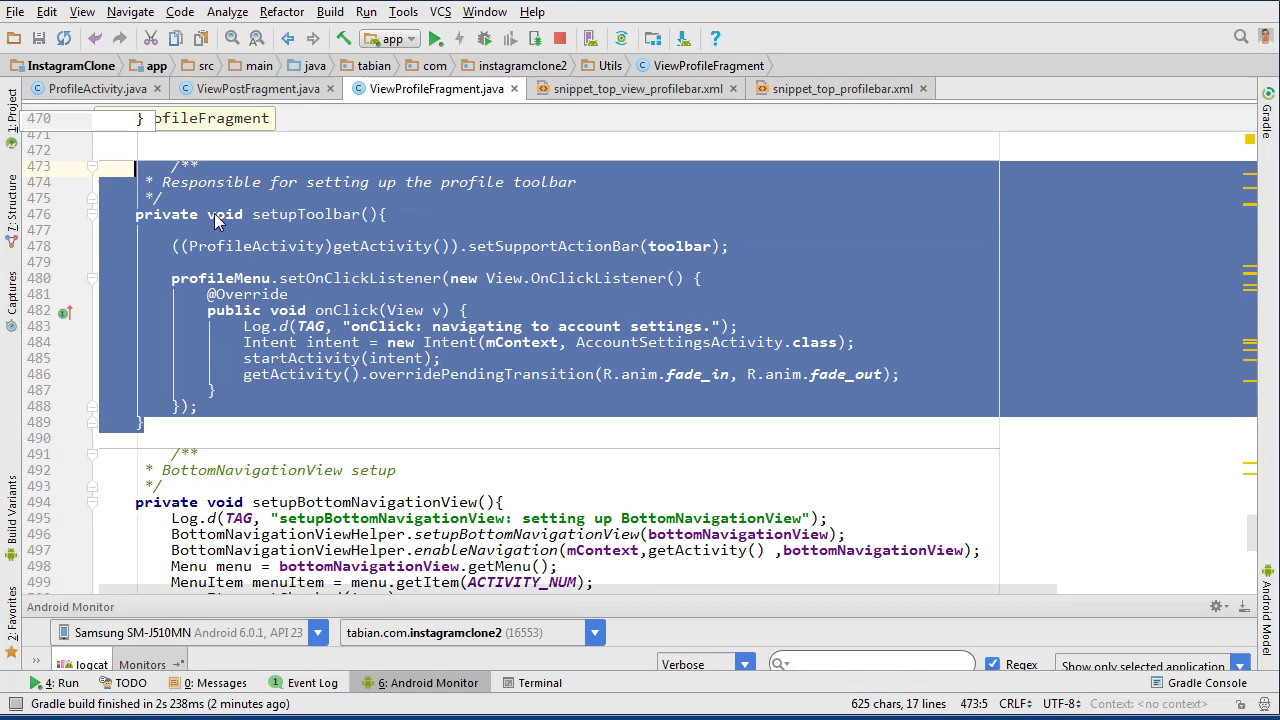 File Edit View Navigate Code Analyze Refactor Build Run Tools VCS Window Help
app
InstagramClone app src main java tabian com instagramclone2 Utils ViewProfileFragment
ProfileActivity.java ViewPostFragment.java ViewProfileFragment.java snippet_top_view_profilebar.xml snippet_top_profilebar.xml
470 } ofileFragment
471
472
473 /**
474 * Responsible for setting up the profile toolbar
475 */
476 private void setupToolbar(){
477
478 ((ProfileActivity)getActivity()).setSupportActionBar(toolbar);
479
480 profileMenu.setOnClickListener(new View.OnClickListener() {
481 @Override
482 public void onClick(View v) {
483 Log.d(TAG, "onClick: navigating to account settings.");
484 Intent intent = new Intent(mContext, AccountSettingsActivity.class);
485 startActivity(intent);
486 getActivity().overridePendingTransition(R.anim.fade_in, R.anim.fade_out);
487 }
488 });
489 }
490
491 /**
492 * BottomNavigationView setup
493 */
494 private void setupBottomNavigationView(){
495 Log.d(TAG, "setupBottomNavigationView: setting up BottomNavigationView");
496 BottomNavigationViewHelper.setupBottomNavigationView(bottomNavigationView);
497 BottomNavigationViewHelper.enableNavigation(mContext,getActivity() ,bottomNavigationView);
498 Menu menu = bottomNavigationView.getMenu();
499 MenuItem menuItem = menu.getItem(ACTIVITY_NUM);
1: Project
7: Structure
Captures
Build Variants
2: Favorites
Gradle
Android Model
Android Monitor
Samsung SM-J510MN Android 6.0.1, API 23 tabian.com.instagramclone2 (16553)
logcat Monitors Verbose Regex Show only selected application
4: Run TODO 0: Messages Event Log 6: Android Monitor Terminal Gradle Console
Gradle build finished in 2s 238ms (2 minutes ago) 625 chars, 17 lines 473:5 CRLF UTF-8 Context: <no context>